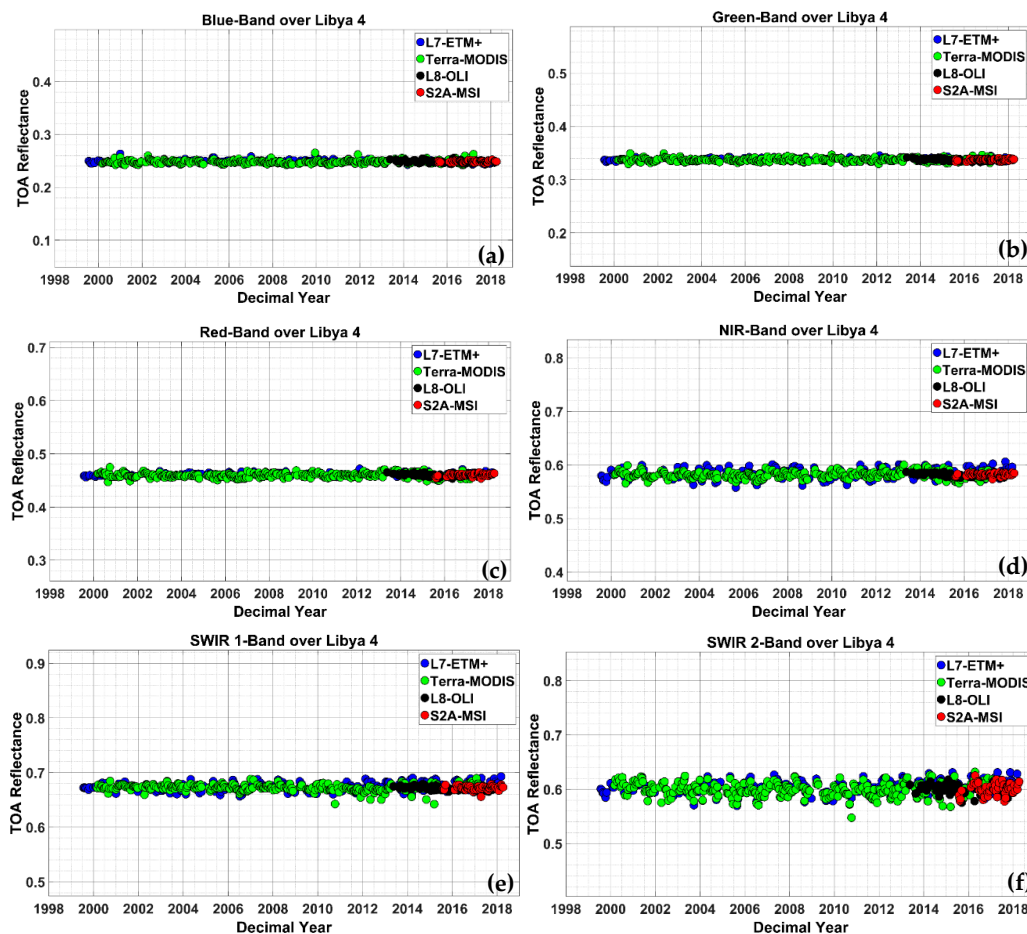 Blue-Band over Libya 4
TOA Reflectance
0.4
0.3
0.2
0.1
L7-ETM+
Terra-MODIS
L8-OLI
S2A-MSI
(a)
1998 2000 2002 2004 2006 2008 2010 2012 2014 2016 2018
Decimal Year
Green-Band over Libya 4
TOA Reflectance
0.5
0.4
0.3
0.2
L7-ETM+
Terra-MODIS
L8-OLI
S2A-MSI
(b)
1998 2000 2002 2004 2006 2008 2010 2012 2014 2016 2018
Decimal Year
Red-Band over Libya 4
TOA Reflectance
0.7
0.6
0.5
0.4
0.3
L7-ETM+
Terra-MODIS
L8-OLI
S2A-MSI
(c)
1998 2000 2002 2004 2006 2008 2010 2012 2014 2016 2018
Decimal Year
NIR-Band over Libya 4
TOA Reflectance
0.8
0.7
0.6
0.5
0.4
L7-ETM+
Terra-MODIS
L8-OLI
S2A-MSI
(d)
1998 2000 2002 2004 2006 2008 2010 2012 2014 2016 2018
Decimal Year
SWIR 1-Band over Libya 4
TOA Reflectance
0.9
0.8
0.7
0.6
0.5
L7-ETM+
Terra-MODIS
L8-OLI
S2A-MSI
(e)
1998 2000 2002 2004 2006 2008 2010 2012 2014 2016 2018
Decimal Year
SWIR 2-Band over Libya 4
TOA Reflectance
0.8
0.7
0.6
0.5
L7-ETM+
Terra-MODIS
L8-OLI
S2A-MSI
(f)
1998 2000 2002 2004 2006 2008 2010 2012 2014 2016 2018
Decimal Year